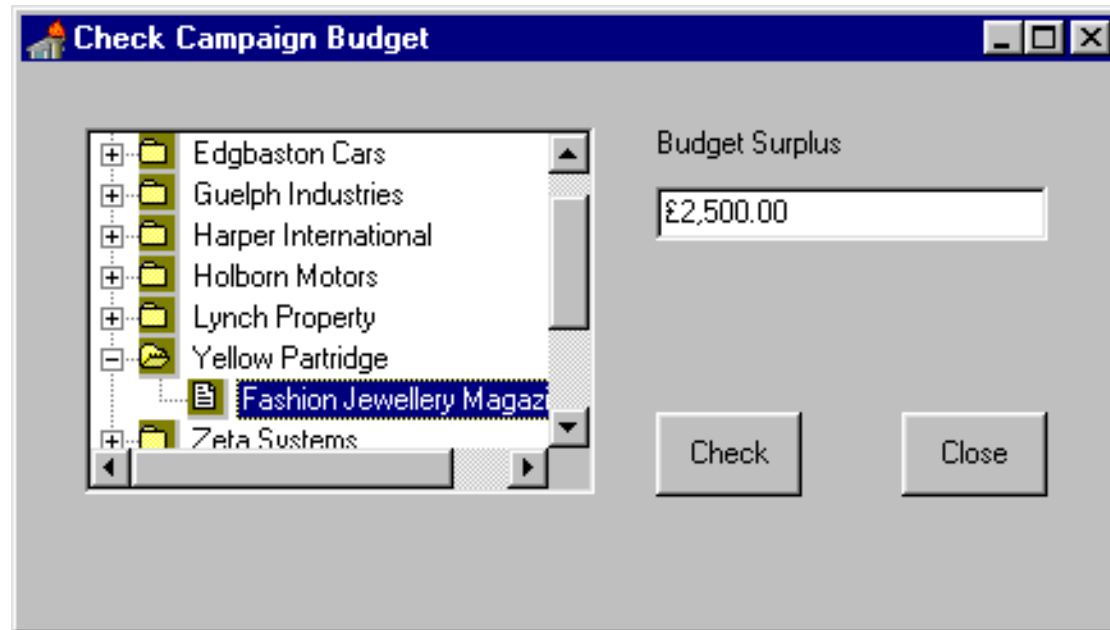 Check Campaign Budget
Edgbaston Cars
Guelph Industries
Harper International
Holborn Motors
Lynch Property
Yellow Partridge
Fashion Jewellery Magazi
Zeta Systems
Budget Surplus
£2,500.00
Check
Close